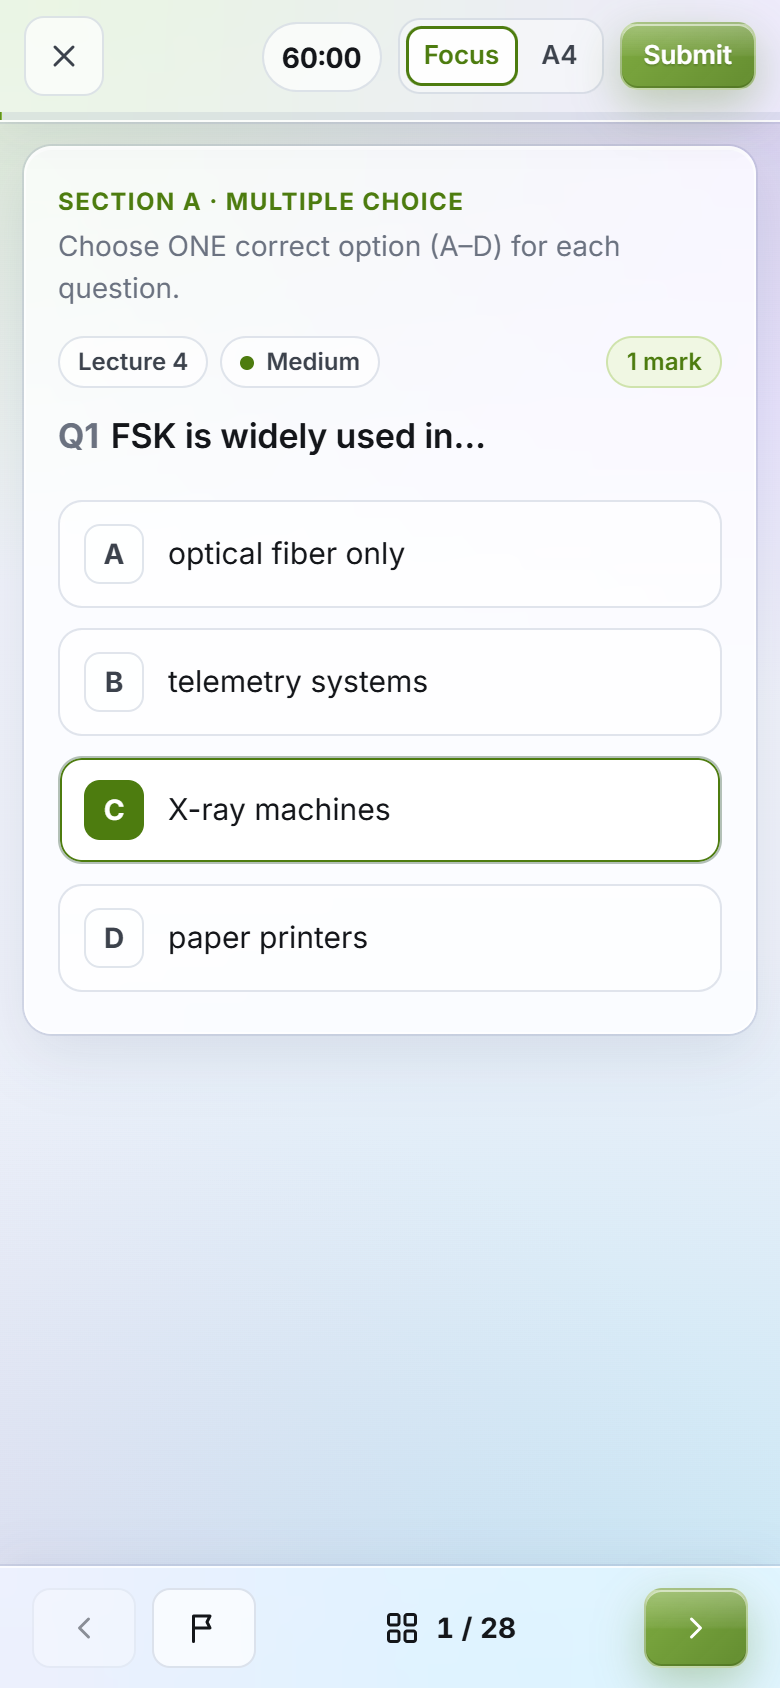 60:00
Focus
A4
Submit
SECTION A · MULTIPLE CHOICE
Choose ONE correct option (A–D) for each
question.
Lecture 4
Medium
1 mark
Q1 FSK is widely used in...
A optical fiber only
B telemetry systems
C X-ray machines
D paper printers
1 / 28